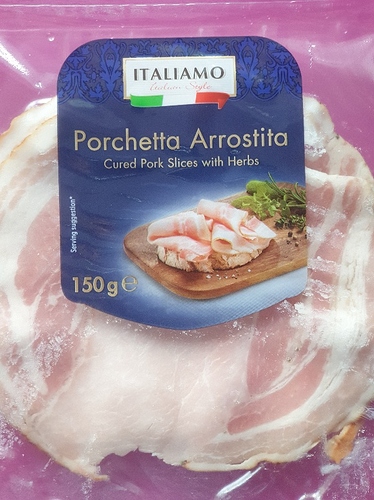 ITALIAMO
Italian Style
Porchetta Arrostita
Cured Pork Slices with Herbs
Serving suggestion*
150g℮